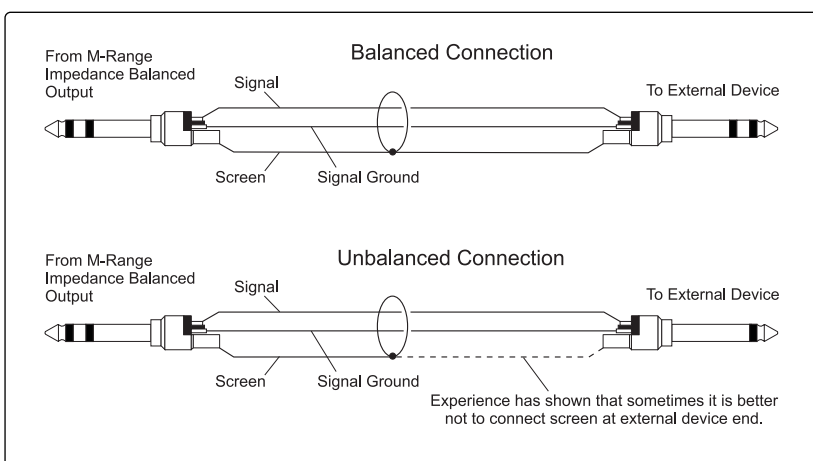 Balanced Connection
From M-Range
Impedance Balanced
Output
Signal
To External Device
Screen
Signal Ground
Unbalanced Connection
From M-Range
Impedance Balanced
Output
Signal
To External Device
Screen
Signal Ground
Experience has shown that sometimes it is better
not to connect screen at external device end.